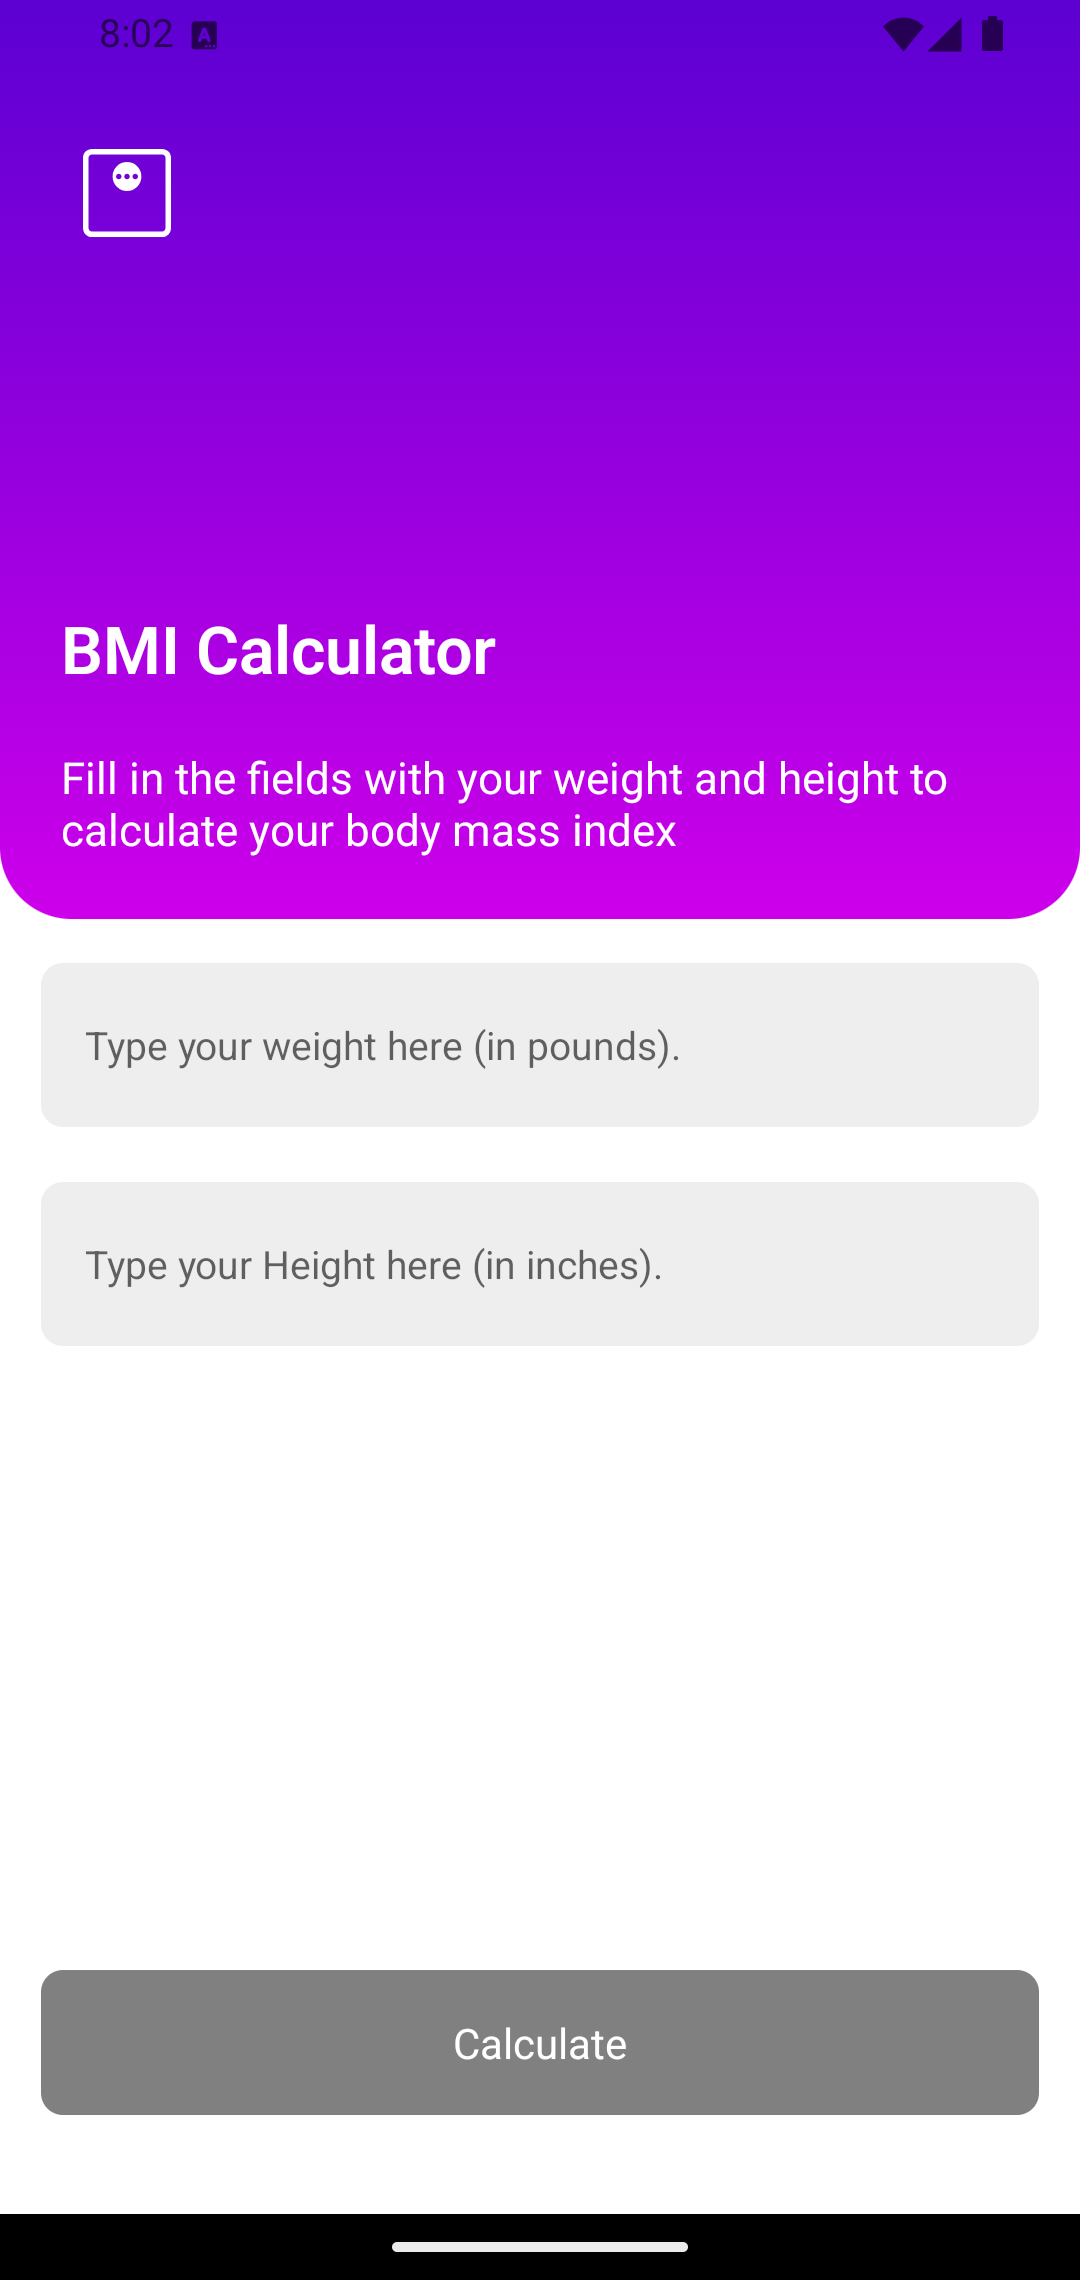 8:02
BMI Calculator
Fill in the fields with your weight and height to
calculate your body mass index
Type your weight here (in pounds).
Type your Height here (in inches).
Calculate